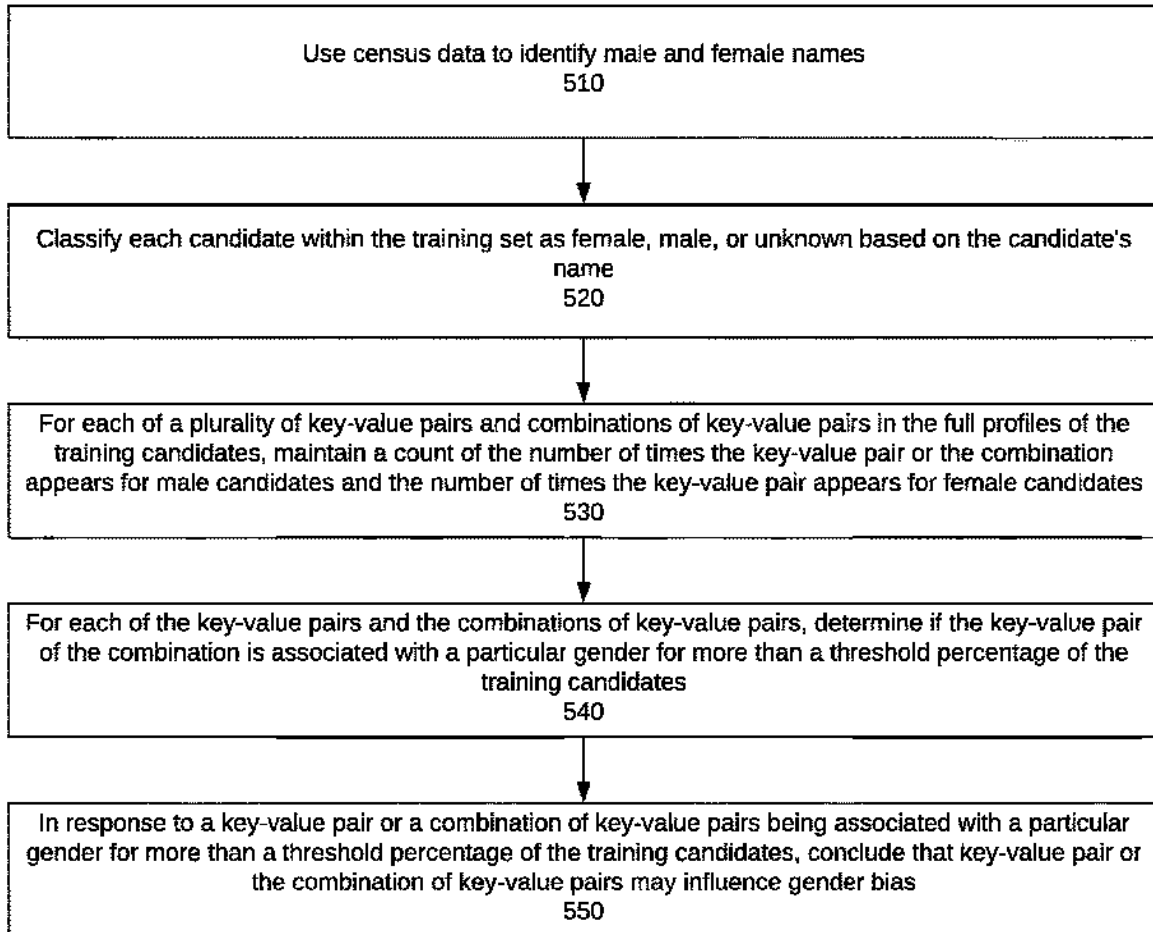 Use census data to identify male and female names
510
Classify each candidate within the training set as female, male, or unknown based on the candidate's
name
520
For each of a plurality of key-value pairs and combinations of key-value pairs in the full profiles of the
training candidates, maintain a count of the number of times the key-value pair or the combination
appears for male candidates and the number of times the key-value pair appears for female candidates
530
For each of the key-value pairs and the combinations of key-value pairs, determine if the key-value pair
of the combination is associated with a particular gender for more than a threshold percentage of the
training candidates
540
In response to a key-value pair or a combination of key-value pairs being associated with a particular
gender for more than a threshold percentage of the training candidates, conclude that key-value pair or
the combination of key-value pairs may influence gender bias
550